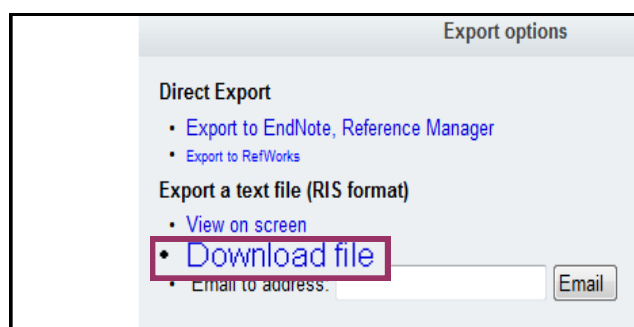 Export options
Direct Export
• Export to EndNote, Reference Manager
• Export to RefWorks
Export a text file (RIS format)
• View on screen
• Download file
• Email to address: Email